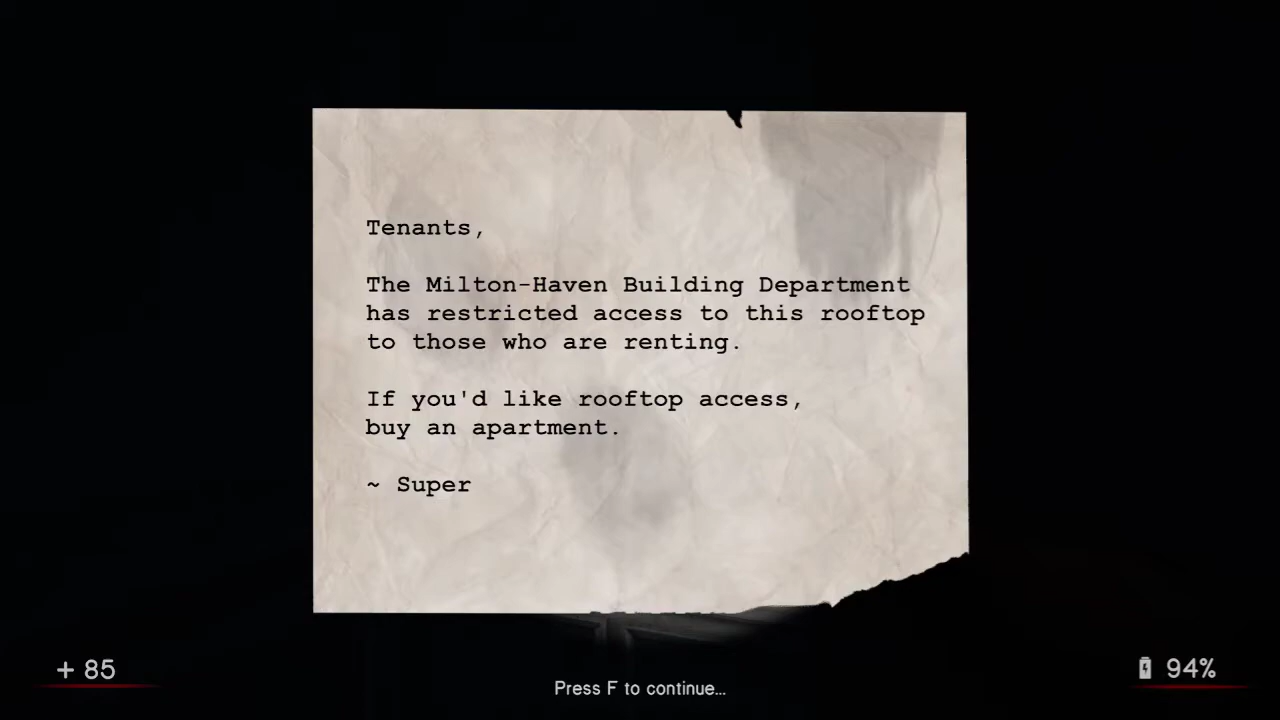 Tenants,
The Milton-Haven Building Department
has restricted access to this rooftop
to those who are renting.
If you'd like rooftop access,
buy an apartment.
~ Super
+ 85
94%
Press F to continue...